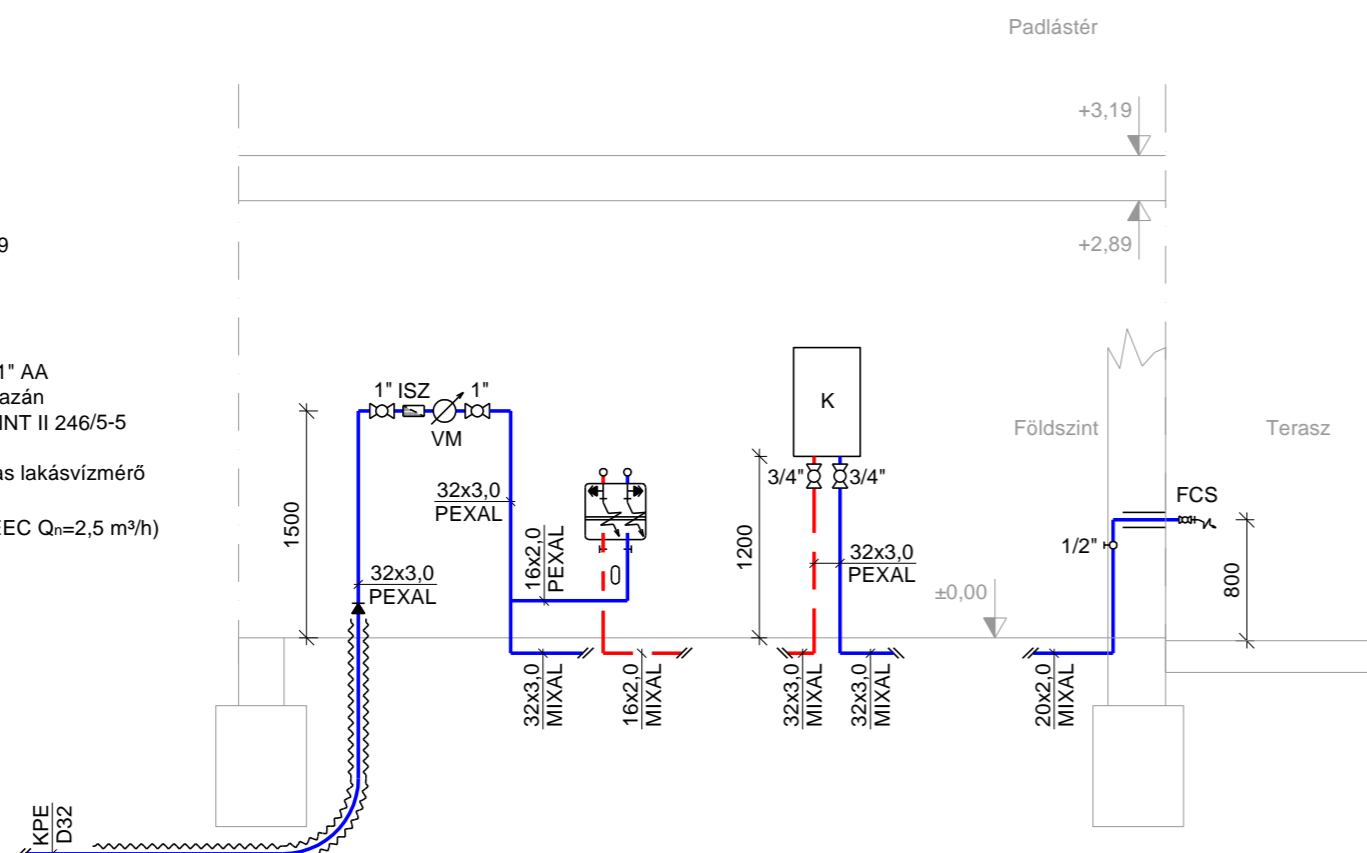 Padlástér
+3,19
+2,89
9
1" AA
azán
INT II 246/5-5
as lakásvízmérő
EEC Qn=2,5 m³/h)
1" ISZ 1"
VM
K
Földszint
Terasz
3/4" 3/4"
FCS
1500
32x3,0
PEXAL
16x2,0
PEXAL
1200
32x3,0
PEXAL
1/2"
800
32x3,0
PEXAL
±0,00
32x3,0
MIXAL
16x2,0
MIXAL
32x3,0
MIXAL
32x3,0
MIXAL
20x2,0
MIXAL
KPE
D32